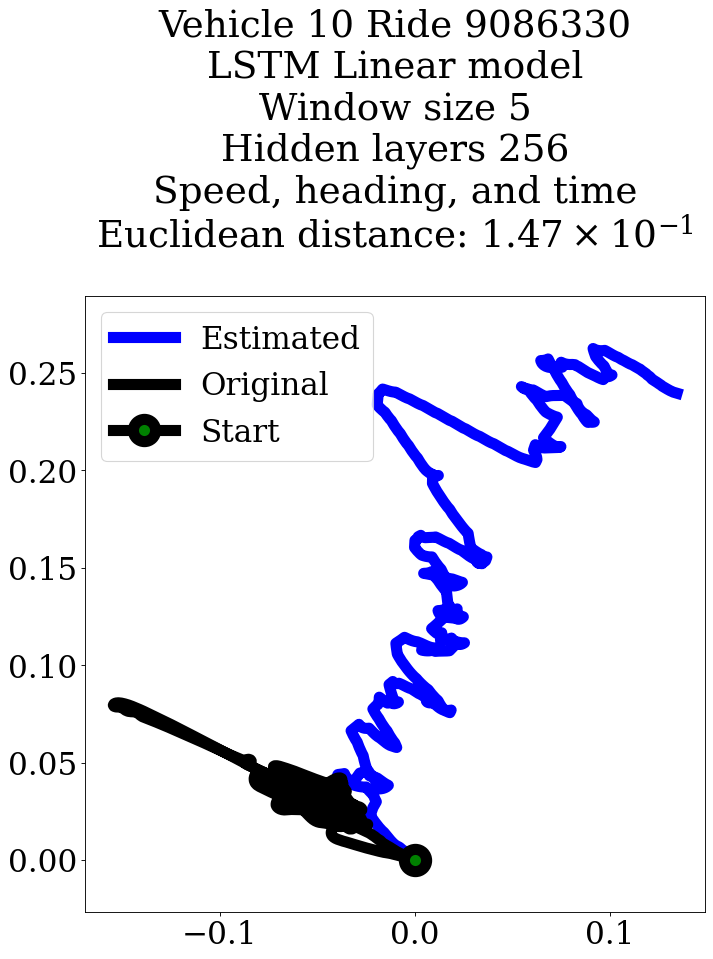 Vehicle 10 Ride 9086330
LSTM Linear model
Window size 5
Hidden layers 256
Speed, heading, and time
Euclidean distance: 1.47 × 10⁻¹
Estimated
Original
Start
0.25
0.20
0.15
0.10
0.05
0.00
−0.1
0.0
0.1